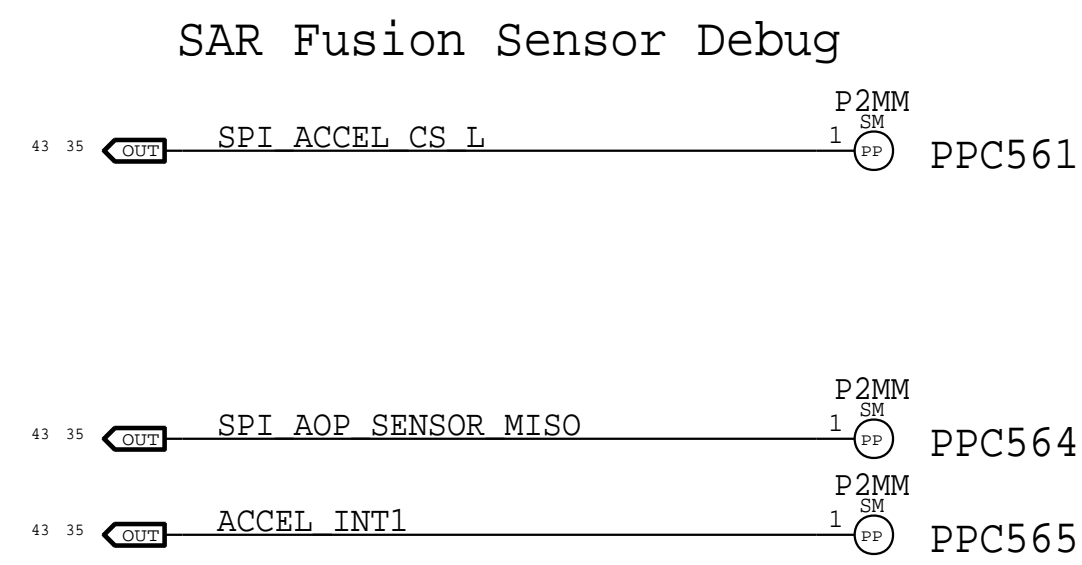 SAR Fusion Sensor Debug
P2MM
SM
43 35 OUT SPI_ACCEL_CS_L 1 PP PPC561
P2MM
SM
43 35 OUT SPI_AOP_SENSOR_MISO 1 PP PPC564
P2MM
SM
43 35 OUT ACCEL_INT1 1 PP PPC565